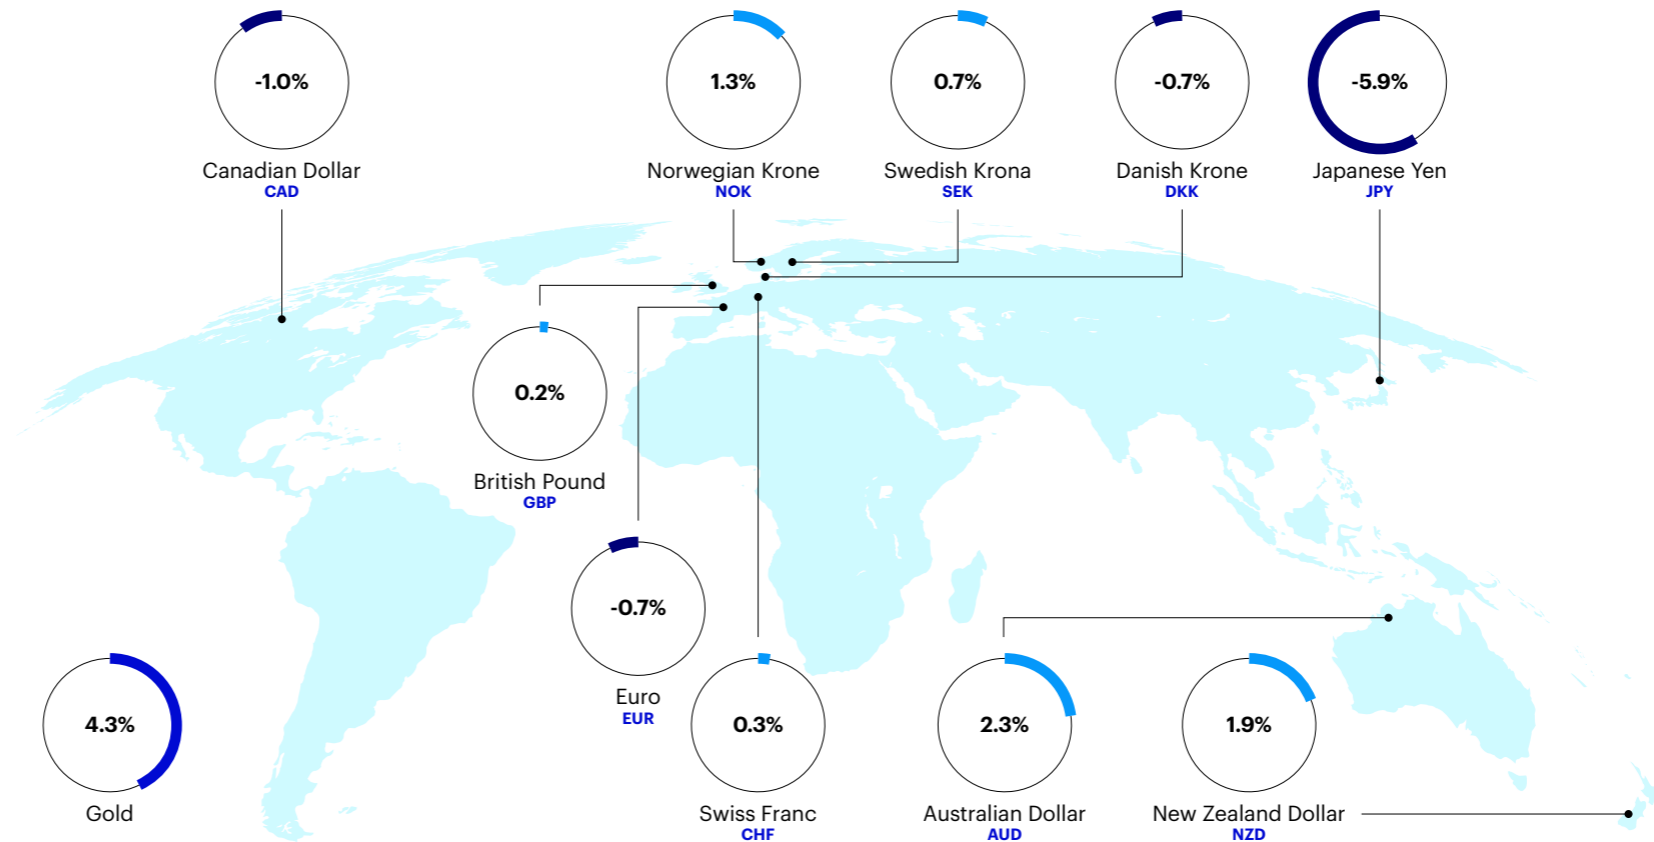 -1.0%
Canadian Dollar
CAD
1.3%
Norwegian Krone
NOK
0.7%
Swedish Krona
SEK
-0.7%
Danish Krone
DKK
-5.9%
Japanese Yen
JPY
0.2%
British Pound
GBP
-0.7%
Euro
EUR
4.3%
Gold
0.3%
Swiss Franc
CHF
2.3%
Australian Dollar
AUD
1.9%
New Zealand Dollar
NZD